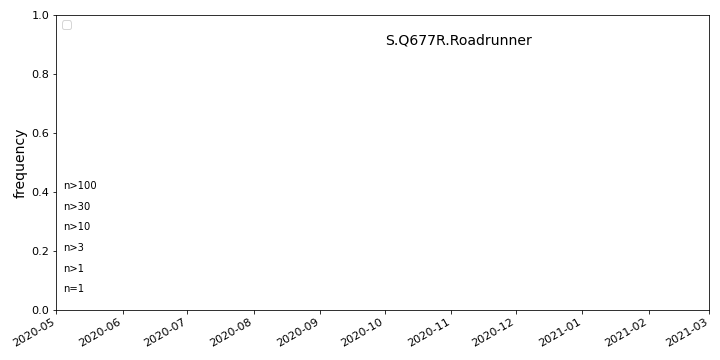 S.Q677R.Roadrunner
frequency
1.0
0.8
0.6
0.4
0.2
0.0
n>100
n>30
n>10
n>3
n>1
n=1
2020-05
2020-06
2020-07
2020-08
2020-09
2020-10
2020-11
2020-12
2021-01
2021-02
2021-03